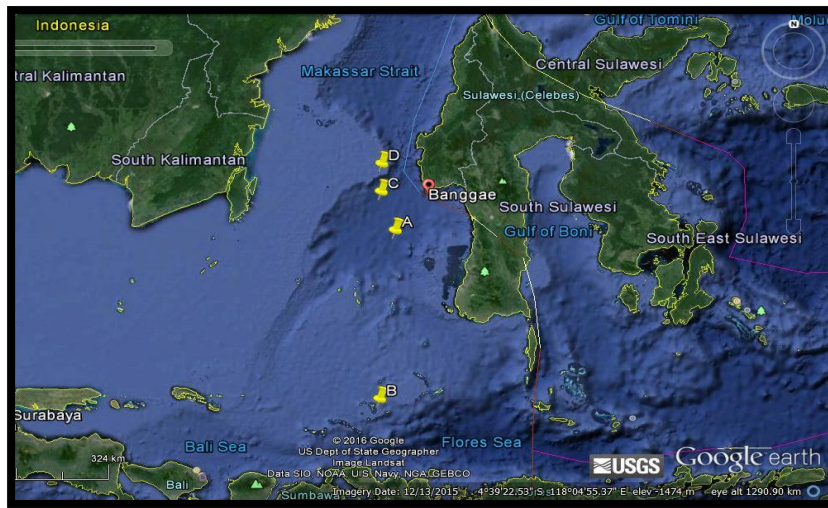 Indonesia
Gulf of Tomini
Molu
N
Makassar Strait
Central Sulawesi
tral Kalimantan
Sulawesi (Celebes)
D
South Kalimantan
C
Banggae
South Sulawesi
A
Gulf of Boni
South East Sulawesi
B
Surabaya
© 2016 Google
Bali Sea
US Dept of State Geographer
Flores Sea
324 km
Image Landsat
USGS
Google earth
Data SIO, NOAA, U.S. Navy, NGA, GEBCO
Bali
Sumbawa
Imagery Date: 12/13/2015
4°39'22.53" S 118°04'55.37" E elev -1474 m eye alt 1290.90 km